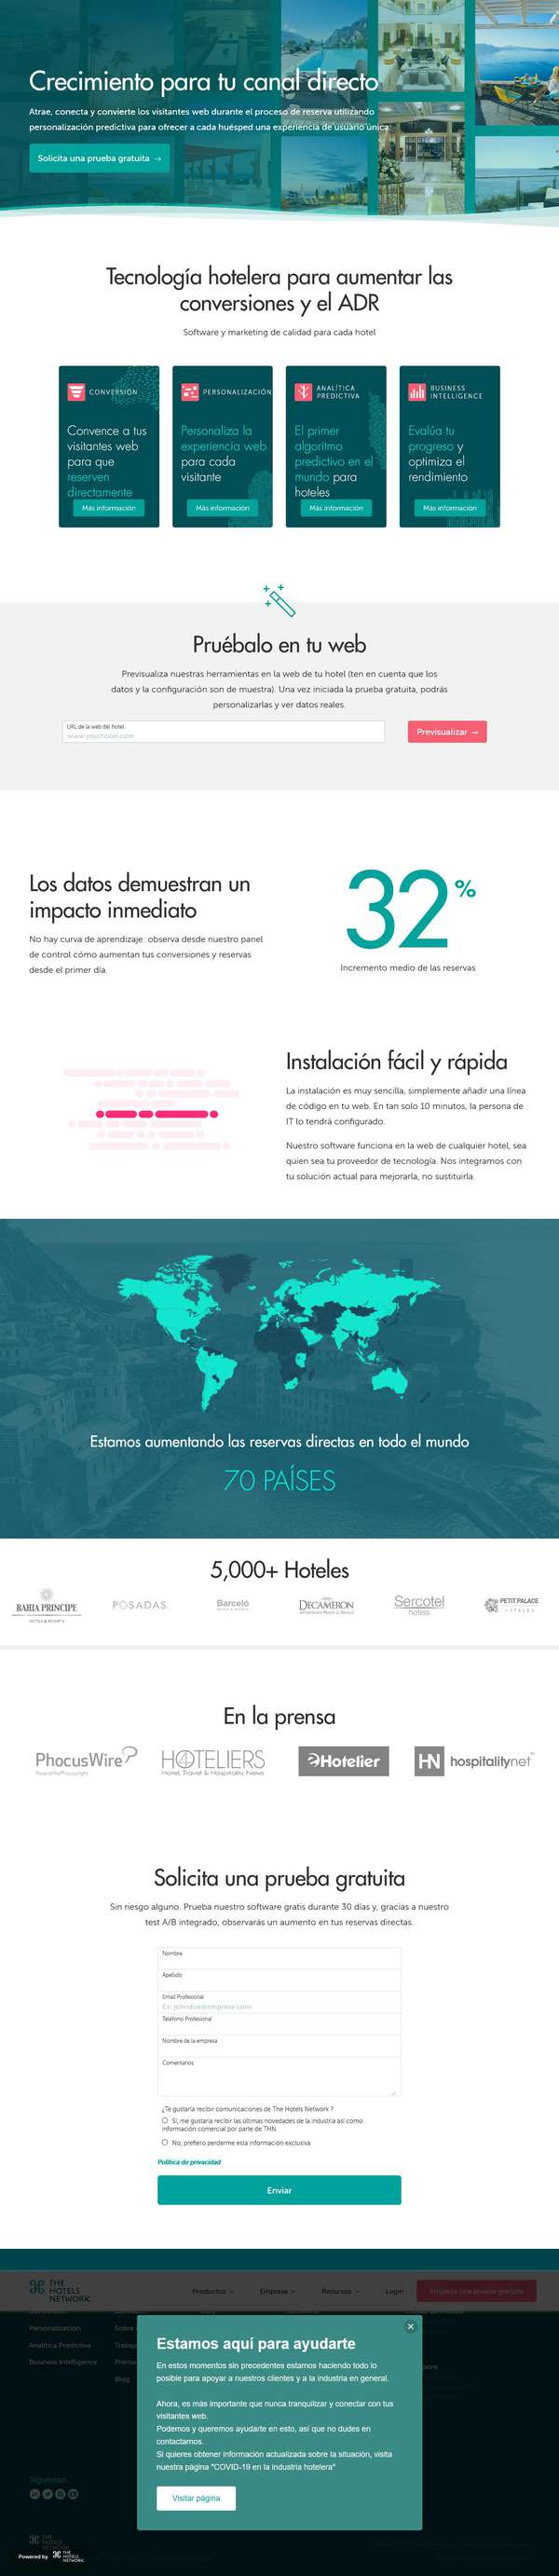 Crecimiento para tu canal directo
Atrae, conecta y convierte los visitantes web durante el proceso de reserva utilizando
personalización predictiva para ofrecer a cada huésped una experiencia de usuario única.
Solicita una prueba gratuita →
Tecnología hotelera para aumentar las
conversiones y el ADR
Software y marketing de calidad para cada hotel
CONVERSIÓN
Convence a tus
visitantes web
para que
reserven
directamente
Más información
PERSONALIZACIÓN
Personaliza la
experiencia web
para cada
visitante
Más información
ANALÍTICA
PREDICTIVA
El primer
algoritmo
predictivo en el
mundo para
hoteles
Más información
BUSINESS
INTELLIGENCE
Evalúa tu
progreso y
optimiza el
rendimiento
Más información
Pruébalo en tu web
Previsualiza nuestras herramientas en la web de tu hotel (ten en cuenta que los
datos y la configuración son de muestra). Una vez iniciada la prueba gratuita, podrás
personalizarlas y ver datos reales.
URL de la web del hotel
www.yourhotel.com
Previsualizar →
Los datos demuestran un
impacto inmediato
No hay curva de aprendizaje: observa desde nuestro panel
de control cómo aumentan tus conversiones y reservas
desde el primer día.
32%
Incremento medio de las reservas
Instalación fácil y rápida
La instalación es muy sencilla, simplemente añadir una línea
de código en tu web. En tan solo 10 minutos, la persona de
IT lo tendrá configurado.
Nuestro software funciona en la web de cualquier hotel, sea
quien sea tu proveedor de tecnología. Nos integramos con
tu solución actual para mejorarla, no sustituirla.
Estamos aumentando las reservas directas en todo el mundo
70 PAÍSES
5,000+ Hoteles
BAHIA PRINCIPE
POSADAS.
Barceló
DECAMERON
Sercotel
hoteles
PETIT PALACE
HOTELES
En la prensa
PhocusWire
H4TELIERS
Hotel, Travel & Hospitality News
Hotelier
HN hospitalitynet
Solicita una prueba gratuita
Sin riesgo alguno. Prueba nuestro software gratis durante 30 días y, gracias a nuestro
test A/B integrado, observarás un aumento en tus reservas directas.
Nombre
Apellido
Email Profesional
Ex: johndoe@empresa.com
Teléfono Profesional
Nombre de la empresa
Comentarios
¿Te gustaría recibir comunicaciones de The Hotels Network ?
Sí, me gustaría recibir las últimas novedades de la industria así como
información comercial por parte de THN.
No, prefiero perderme esta información exclusiva
Política de privacidad
Enviar
THE
HOTELS
NETWORK
Productos
Empresa
Recursos
Login
Empieza una prueba gratuita
Personalización
Sobre
Analítica Predictiva
Business Intelligence
Blog
Estamos aquí para ayudarte
En estos momentos sin precedentes estamos haciendo todo lo
posible para apoyar a nuestros clientes y a la industria en general.
Ahora, es más importante que nunca tranquilizar y conectar con tus
visitantes web.
Podemos y queremos ayudarte en esto, así que no dudes en
contactarnos.
Si quieres obtener información actualizada sobre la situación, visita
nuestra página "COVID-19 en la industria hotelera"
Visitar página
Síguenos
Powered by THE HOTELS NETWORK